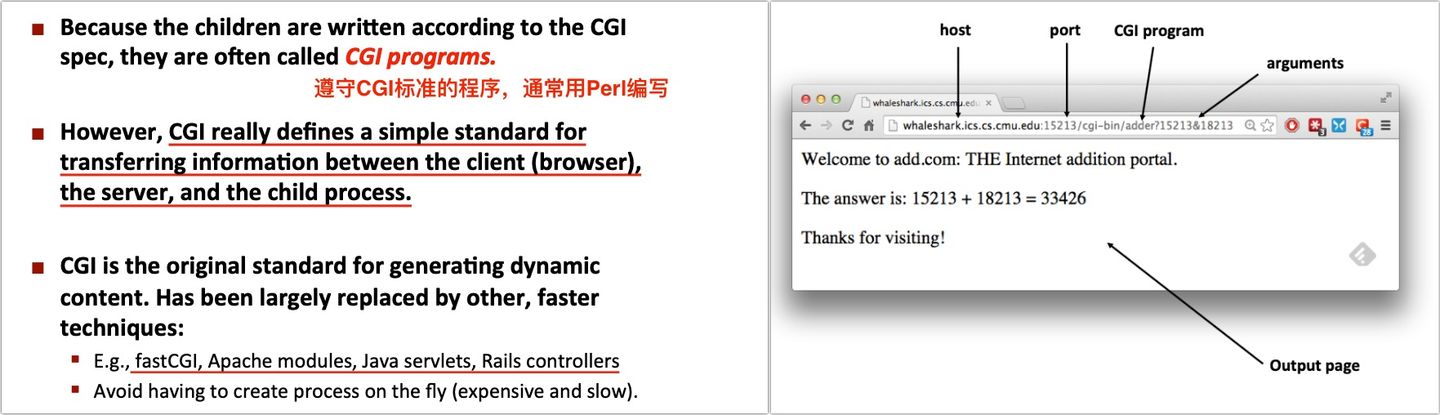 Because the children are written according to the CGI
spec, they are often called CGI programs.
遵守CGI标准的程序，通常用Perl编写
However, CGI really defines a simple standard for
transferring information between the client (browser),
the server, and the child process.
CGI is the original standard for generating dynamic
content. Has been largely replaced by other, faster
techniques:
E.g., fastCGI, Apache modules, Java servlets, Rails controllers
Avoid having to create process on the fly (expensive and slow).
host
port
CGI program
arguments
whaleshark.ics.cs.cmu.edu
whaleshark.ics.cs.cmu.edu:15213/cgi-bin/adder?15213&18213
Welcome to add.com: THE Internet addition portal.
The answer is: 15213 + 18213 = 33426
Thanks for visiting!
Output page